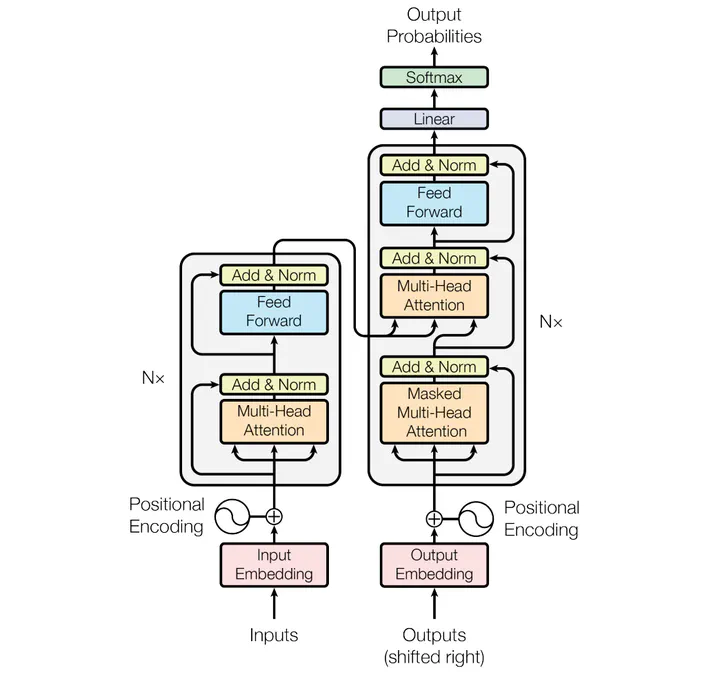 Output
Probabilities
Softmax
Linear
Add & Norm
Feed
Forward
Add & Norm
Multi-Head
Attention
Add & Norm
Masked
Multi-Head
Attention
N×
Add & Norm
Feed
Forward
Add & Norm
Multi-Head
Attention
N×
Positional
Encoding
Positional
Encoding
Input
Embedding
Output
Embedding
Inputs
Outputs
(shifted right)